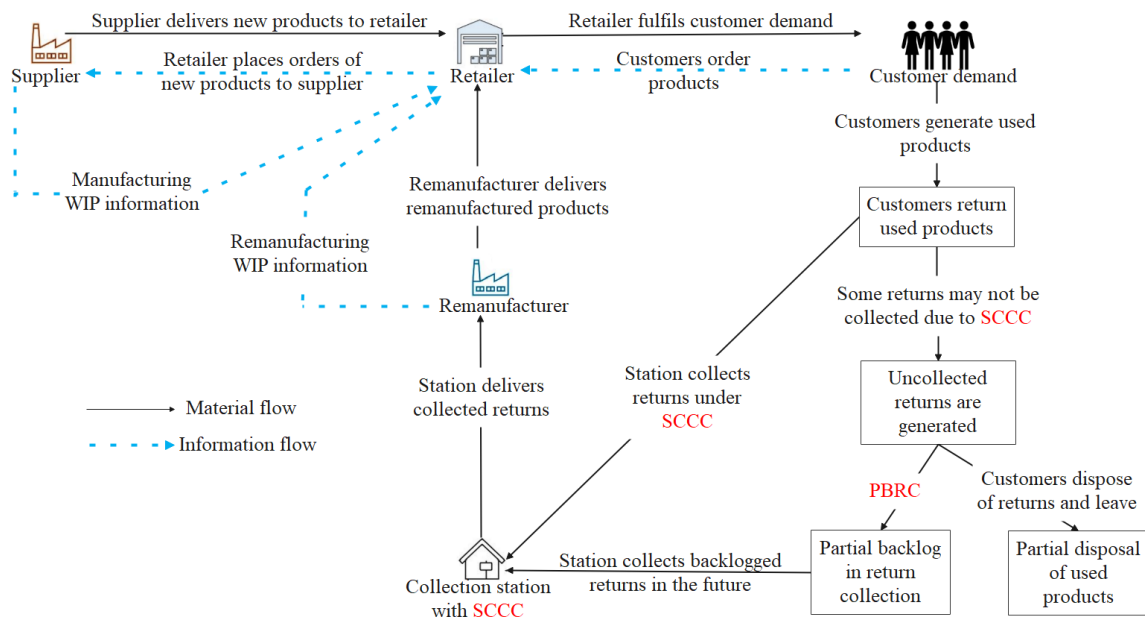 Supplier delivers new products to retailer
Retailer fulfils customer demand
Supplier
Retailer places orders of
new products to supplier
Retailer
Customers order
products
Customer demand
Customers generate used
products
Manufacturing
WIP information
Remanufacturer delivers
remanufactured products
Customers return
used products
Remanufacturing
WIP information
Remanufacturer
Some returns may not be
collected due to SCCC
Station delivers
collected returns
Station collects
returns under
SCCC
Uncollected
returns are
generated
Material flow
Information flow
PBRC
Customers dispose
of returns and leave
Station collects backlogged
returns in the future
Partial backlog
in return
collection
Partial disposal
of used
products
Collection station
with SCCC